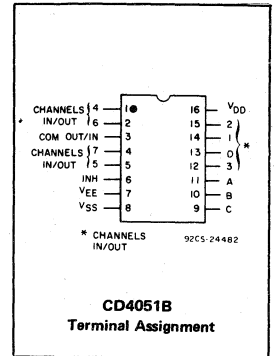 CHANNELS { 4 1 16 VDD
IN/OUT 6 2 15 2
COM OUT/IN 3 14 1
CHANNELS { 7 4 13 0 *
IN/OUT 5 5 12 3
INH 6 11 A
VEE 7 10 B
VSS 8 9 C
* CHANNELS
IN/OUT
92CS-24482
CD4051B
Terminal Assignment